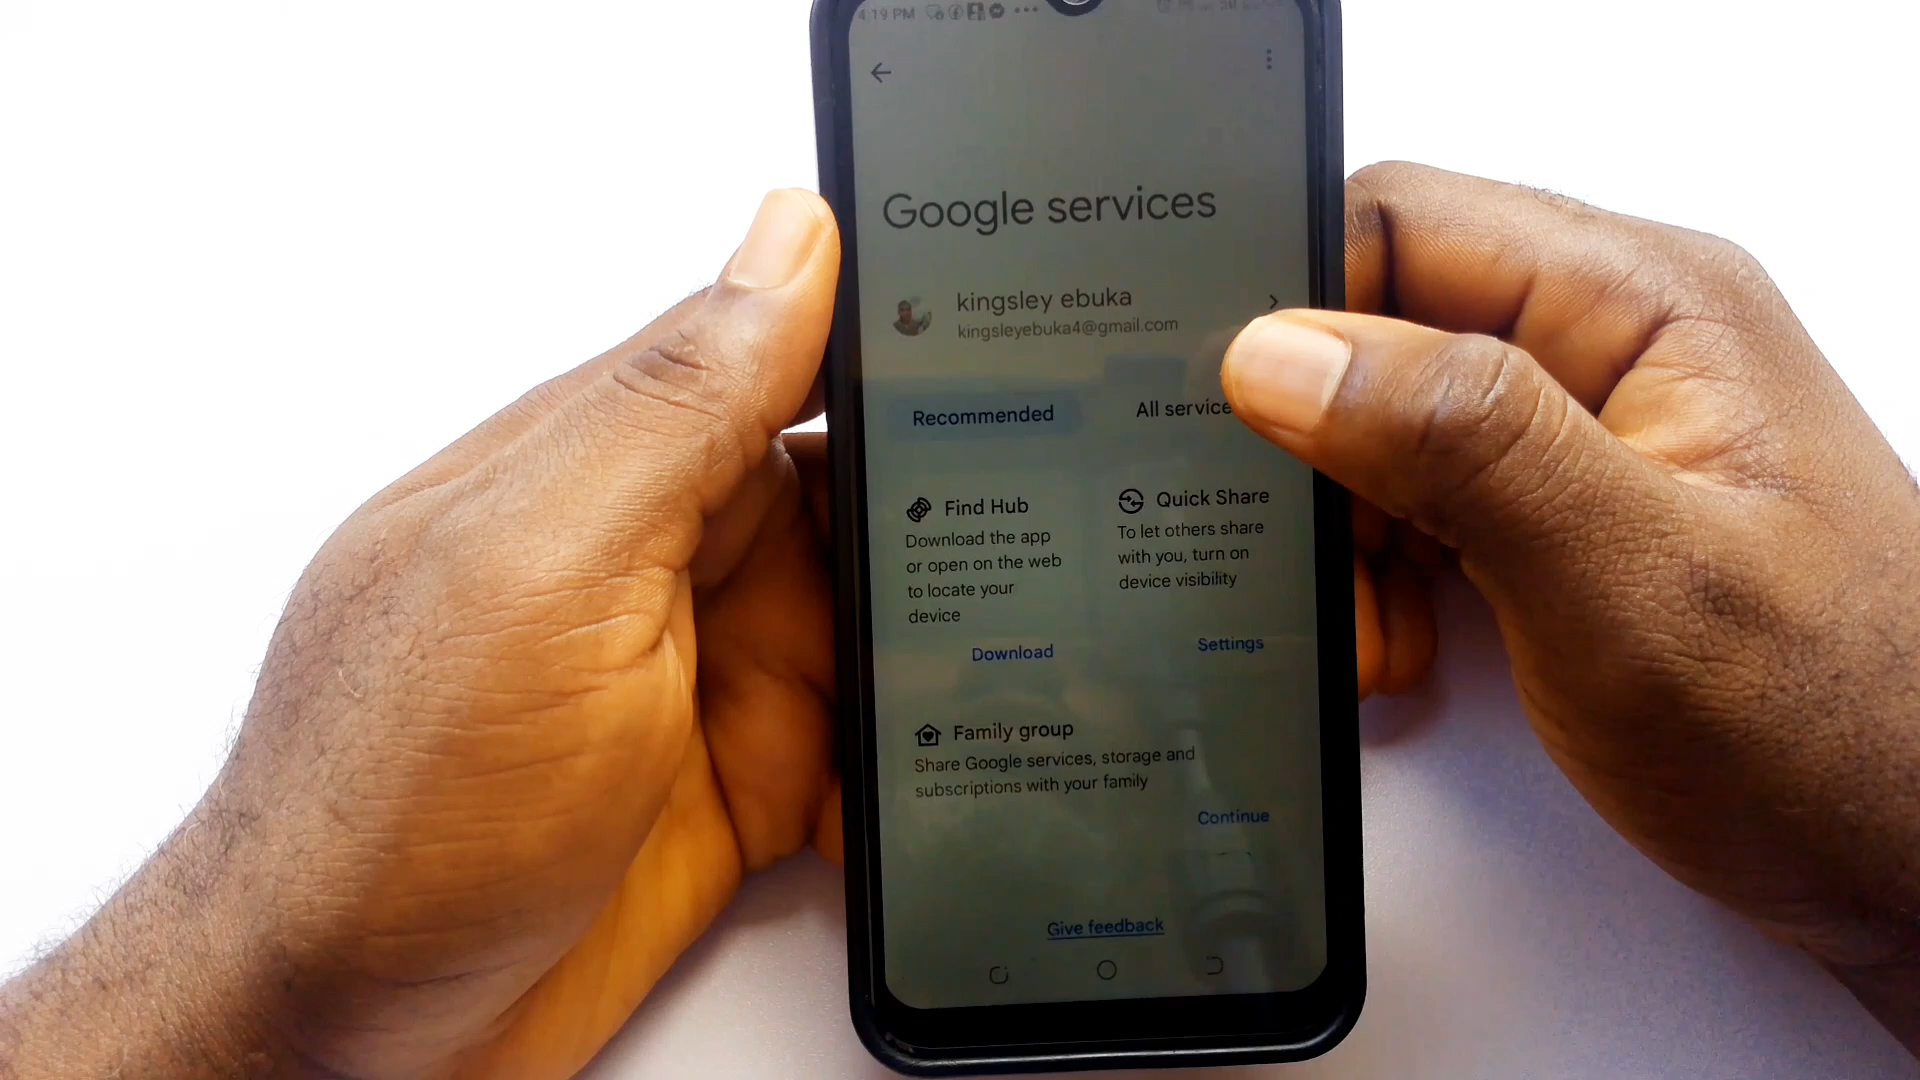 4:19 PM
Google services
kingsley ebuka
kingsleyebuka4@gmail.com
Recommended
All service
Find Hub
Download the app
or open on the web
to locate your
device
Download
Quick Share
To let others share
with you, turn on
device visibility
Settings
Family group
Share Google services, storage and
subscriptions with your family
Continue
Give feedback